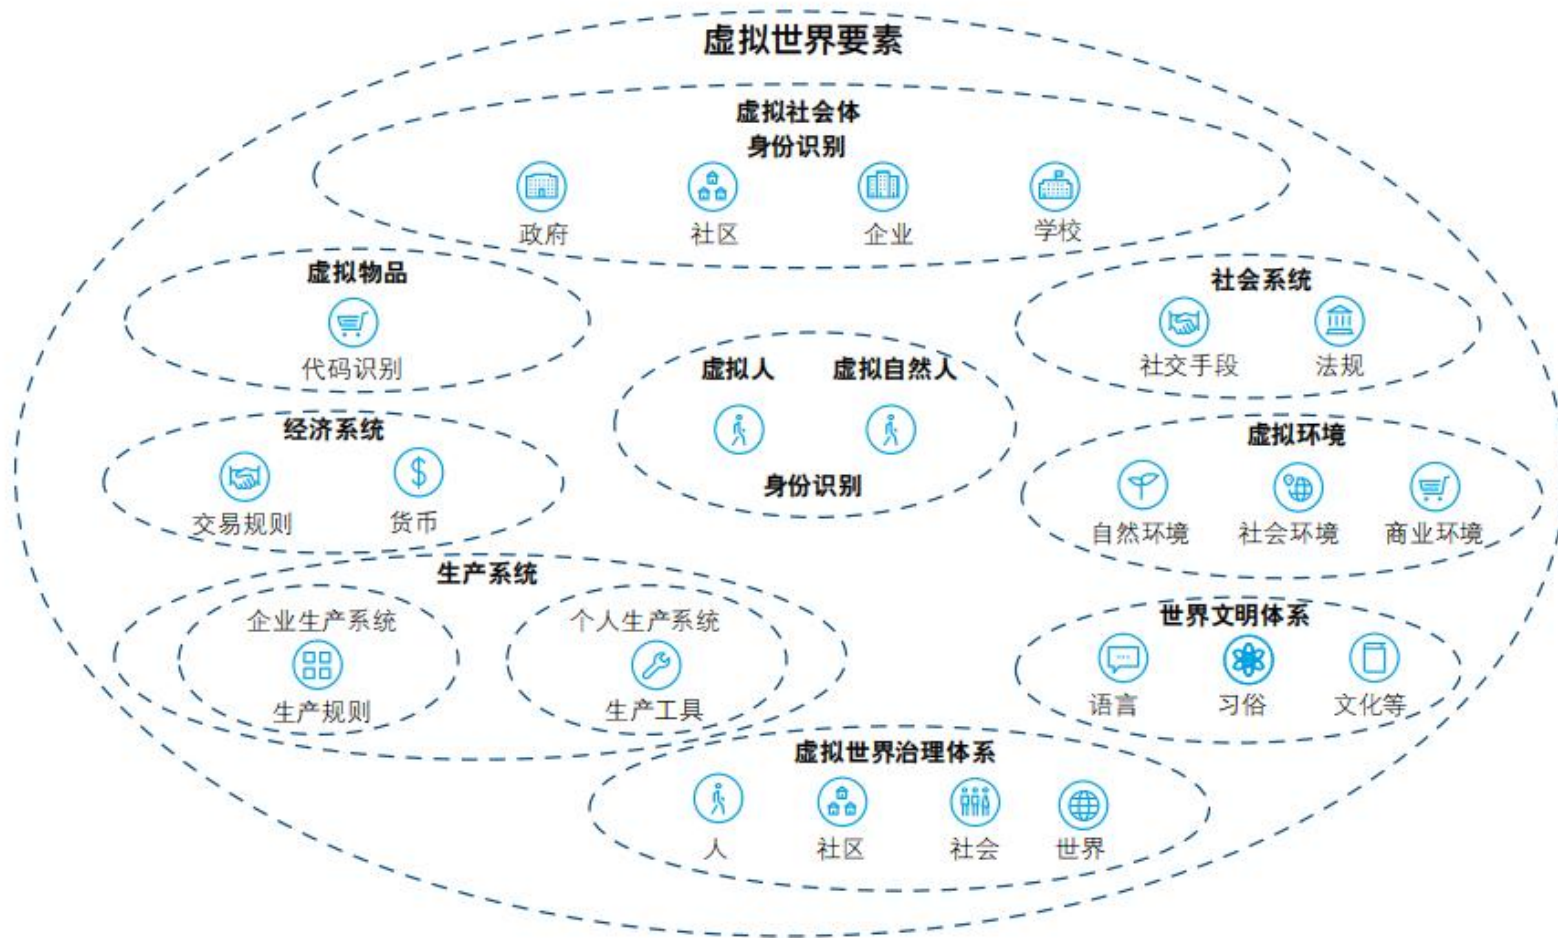 虚拟世界要素
虚拟社会体
身份识别
政府
社区
企业
学校
虚拟物品
代码识别
社会系统
社交手段
法规
虚拟人
虚拟自然人
身份识别
经济系统
交易规则
货币
虚拟环境
自然环境
社会环境
商业环境
生产系统
企业生产系统
生产规则
个人生产系统
生产工具
世界文明体系
语言
习俗
文化等
虚拟世界治理体系
人
社区
社会
世界